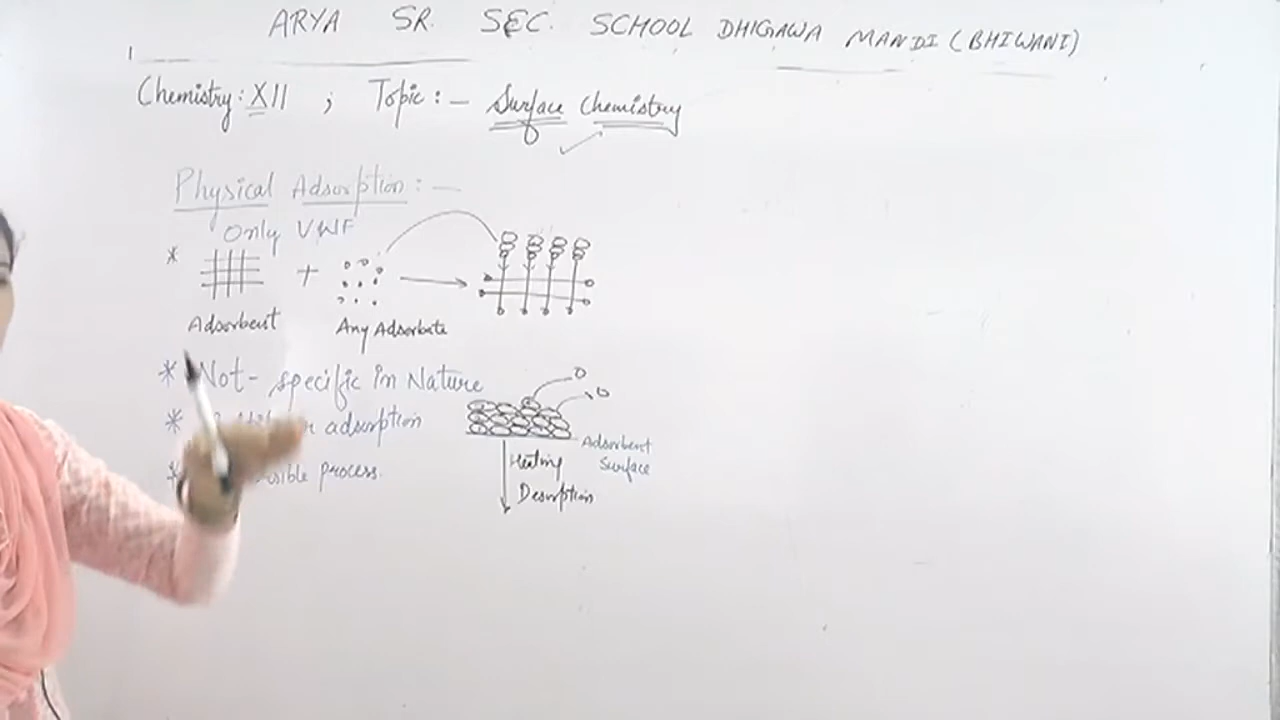 ARYA SR. SEC. SCHOOL DHIGAWA MANDI (BHIWANI)
Chemistry: XII ; Topic :- Surface Chemistry
Physical Adsorption :-
Only VWF
* +
Adsorbent Any Adsorbate
* Not - specific in Nature
* adsorption
Adsorbent
Surface
* process.
Heating
Desorption